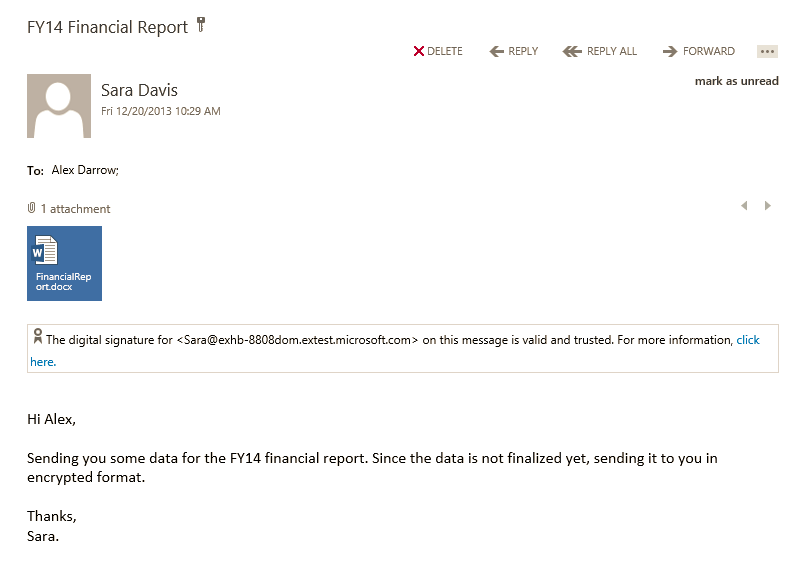 FY14 Financial Report
DELETE REPLY REPLY ALL FORWARD
mark as unread
Sara Davis
Fri 12/20/2013 10:29 AM
To: Alex Darrow;
1 attachment
W
FinancialRep
ort.docx
The digital signature for <Sara@exhb-8808dom.extest.microsoft.com> on this message is valid and trusted. For more information, click
here.
Hi Alex,
Sending you some data for the FY14 financial report. Since the data is not finalized yet, sending it to you in
encrypted format.
Thanks,
Sara.